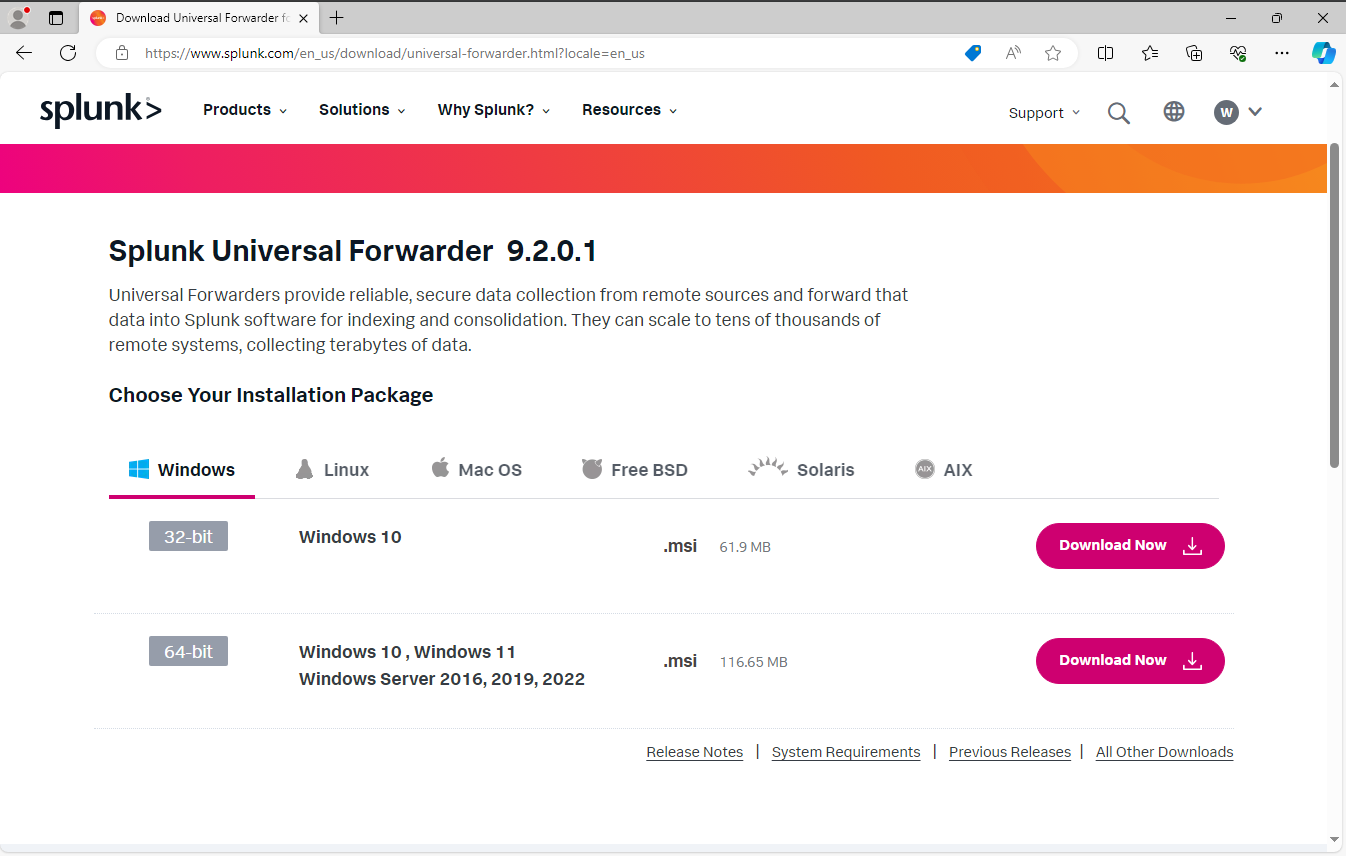 Download Universal Forwarder fo
https://www.splunk.com/en_us/download/universal-forwarder.html?locale=en_us
splunk>
Products
Solutions
Why Splunk?
Resources
Support
W
Splunk Universal Forwarder 9.2.0.1
Universal Forwarders provide reliable, secure data collection from remote sources and forward that
data into Splunk software for indexing and consolidation. They can scale to tens of thousands of
remote systems, collecting terabytes of data.
Choose Your Installation Package
Windows
Linux
Mac OS
Free BSD
Solaris
AIX
AIX
32-bit
Windows 10
.msi
61.9 MB
Download Now
64-bit
Windows 10 , Windows 11
Windows Server 2016, 2019, 2022
.msi
116.65 MB
Download Now
Release Notes | System Requirements | Previous Releases | All Other Downloads